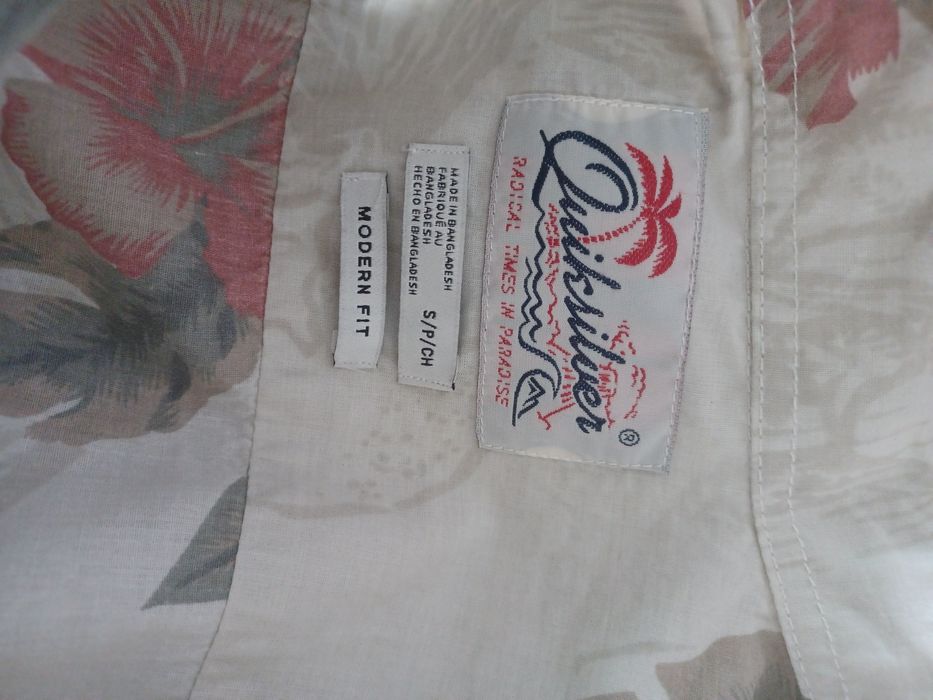 Quiksilver ®
RADICAL TIMES IN PARADISE
MADE IN BANGLADESH
FABRIQUÉ AU
BANGLADESH
HECHO EN BANGLADESH
S/P/CH
MODERN FIT